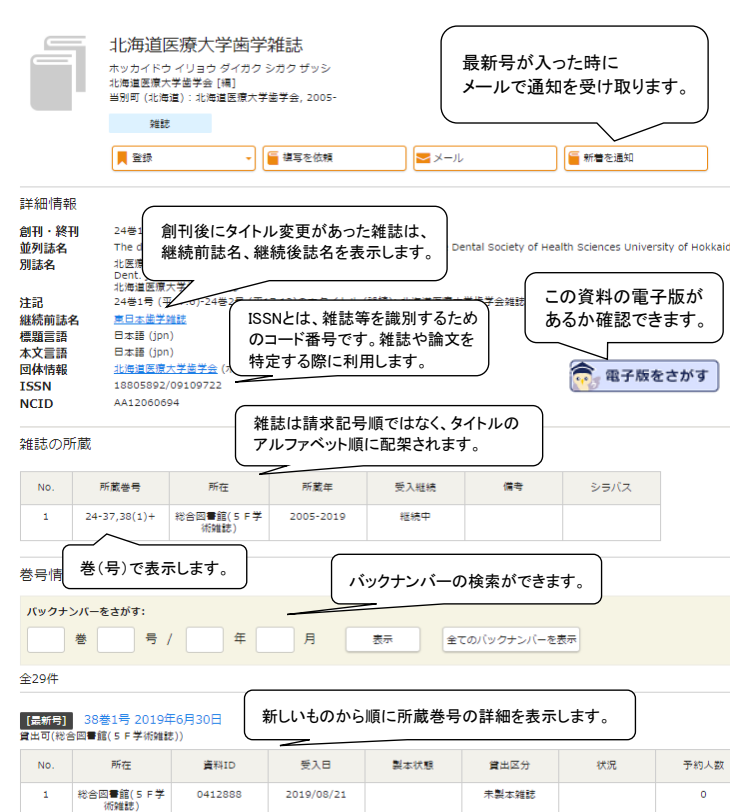 北海道医療大学歯学雑誌
ホッカイドウ イリョウ ダイガク シガク ザッシ
北海道医療大学歯学会 [編]
当別町 (北海道) : 北海道医療大学歯学会, 2005-
雑誌
最新号が入った時に
メールで通知を受け取ります。
登録
複写を依頼
メール
新着を通知
詳細情報
創刊・終刊
24巻1
並列誌名
The d
Dental Society of Health Sciences University of Hokkaid
別誌名
北医療
Dent.
北海道医療大学
創刊後にタイトル変更があった雑誌は、
継続前誌名、継続後誌名を表示します。
注記
24巻1号 (平
継続前誌名
東日本歯学雑誌
標題言語
日本語 (jpn)
本文言語
日本語 (jpn)
団体情報
北海道医療大学歯学会
ISSN
18805892/09109722
NCID
AA12060694
ISSNとは、雑誌等を識別するため
のコード番号です。雑誌や論文を
特定する際に利用します。
この資料の電子版が
あるか確認できます。
電子版をさがす
雑誌は請求記号順ではなく、タイトルの
アルファベット順に配架されます。
雑誌の所蔵
No. 所蔵巻号 所在 所蔵年 受入継続 備考 シラバス
1 24-37,38(1)+ 総合図書館(5F学 2005-2019 継続中
術雑誌)
巻(号)で表示します。
巻号情
バックナンバーの検索ができます。
バックナンバーをさがす:
巻 号 / 年 月 表示 全てのバックナンバーを表示
全29件
新しいものから順に所蔵巻号の詳細を表示します。
[最新号] 38巻1号 2019年6月30日
貸出可(総合図書館(5F学術雑誌))
No. 所在 資料ID 受入日 製本状態 貸出区分 状況 予約人数
1 総合図書館(5F学 0412888 2019/08/21 未製本雑誌 0
術雑誌)